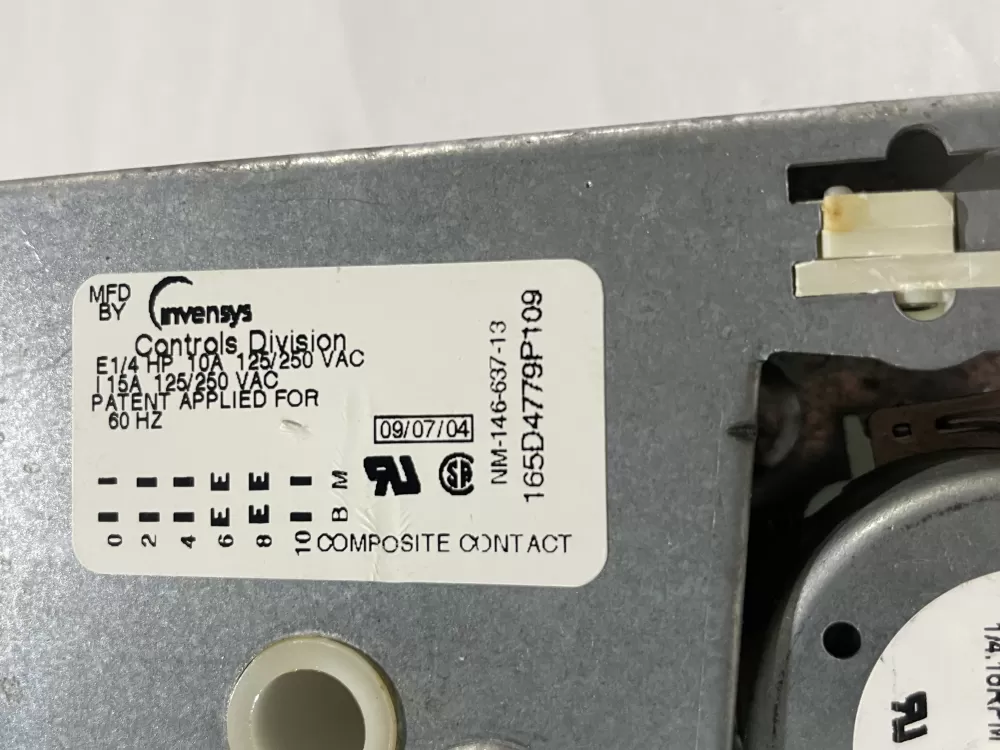 MFD
BY
invensys
Controls Division
E1/4 HP 10A 125/250 VAC
I 15A 125/250 VAC
PATENT APPLIED FOR
60 HZ
09/07/04
NM-146-637-13
165D4779P109
I I I E E I M
I I I E E I B
0 2 4 6 8 10
COMPOSITE CONTACT
D